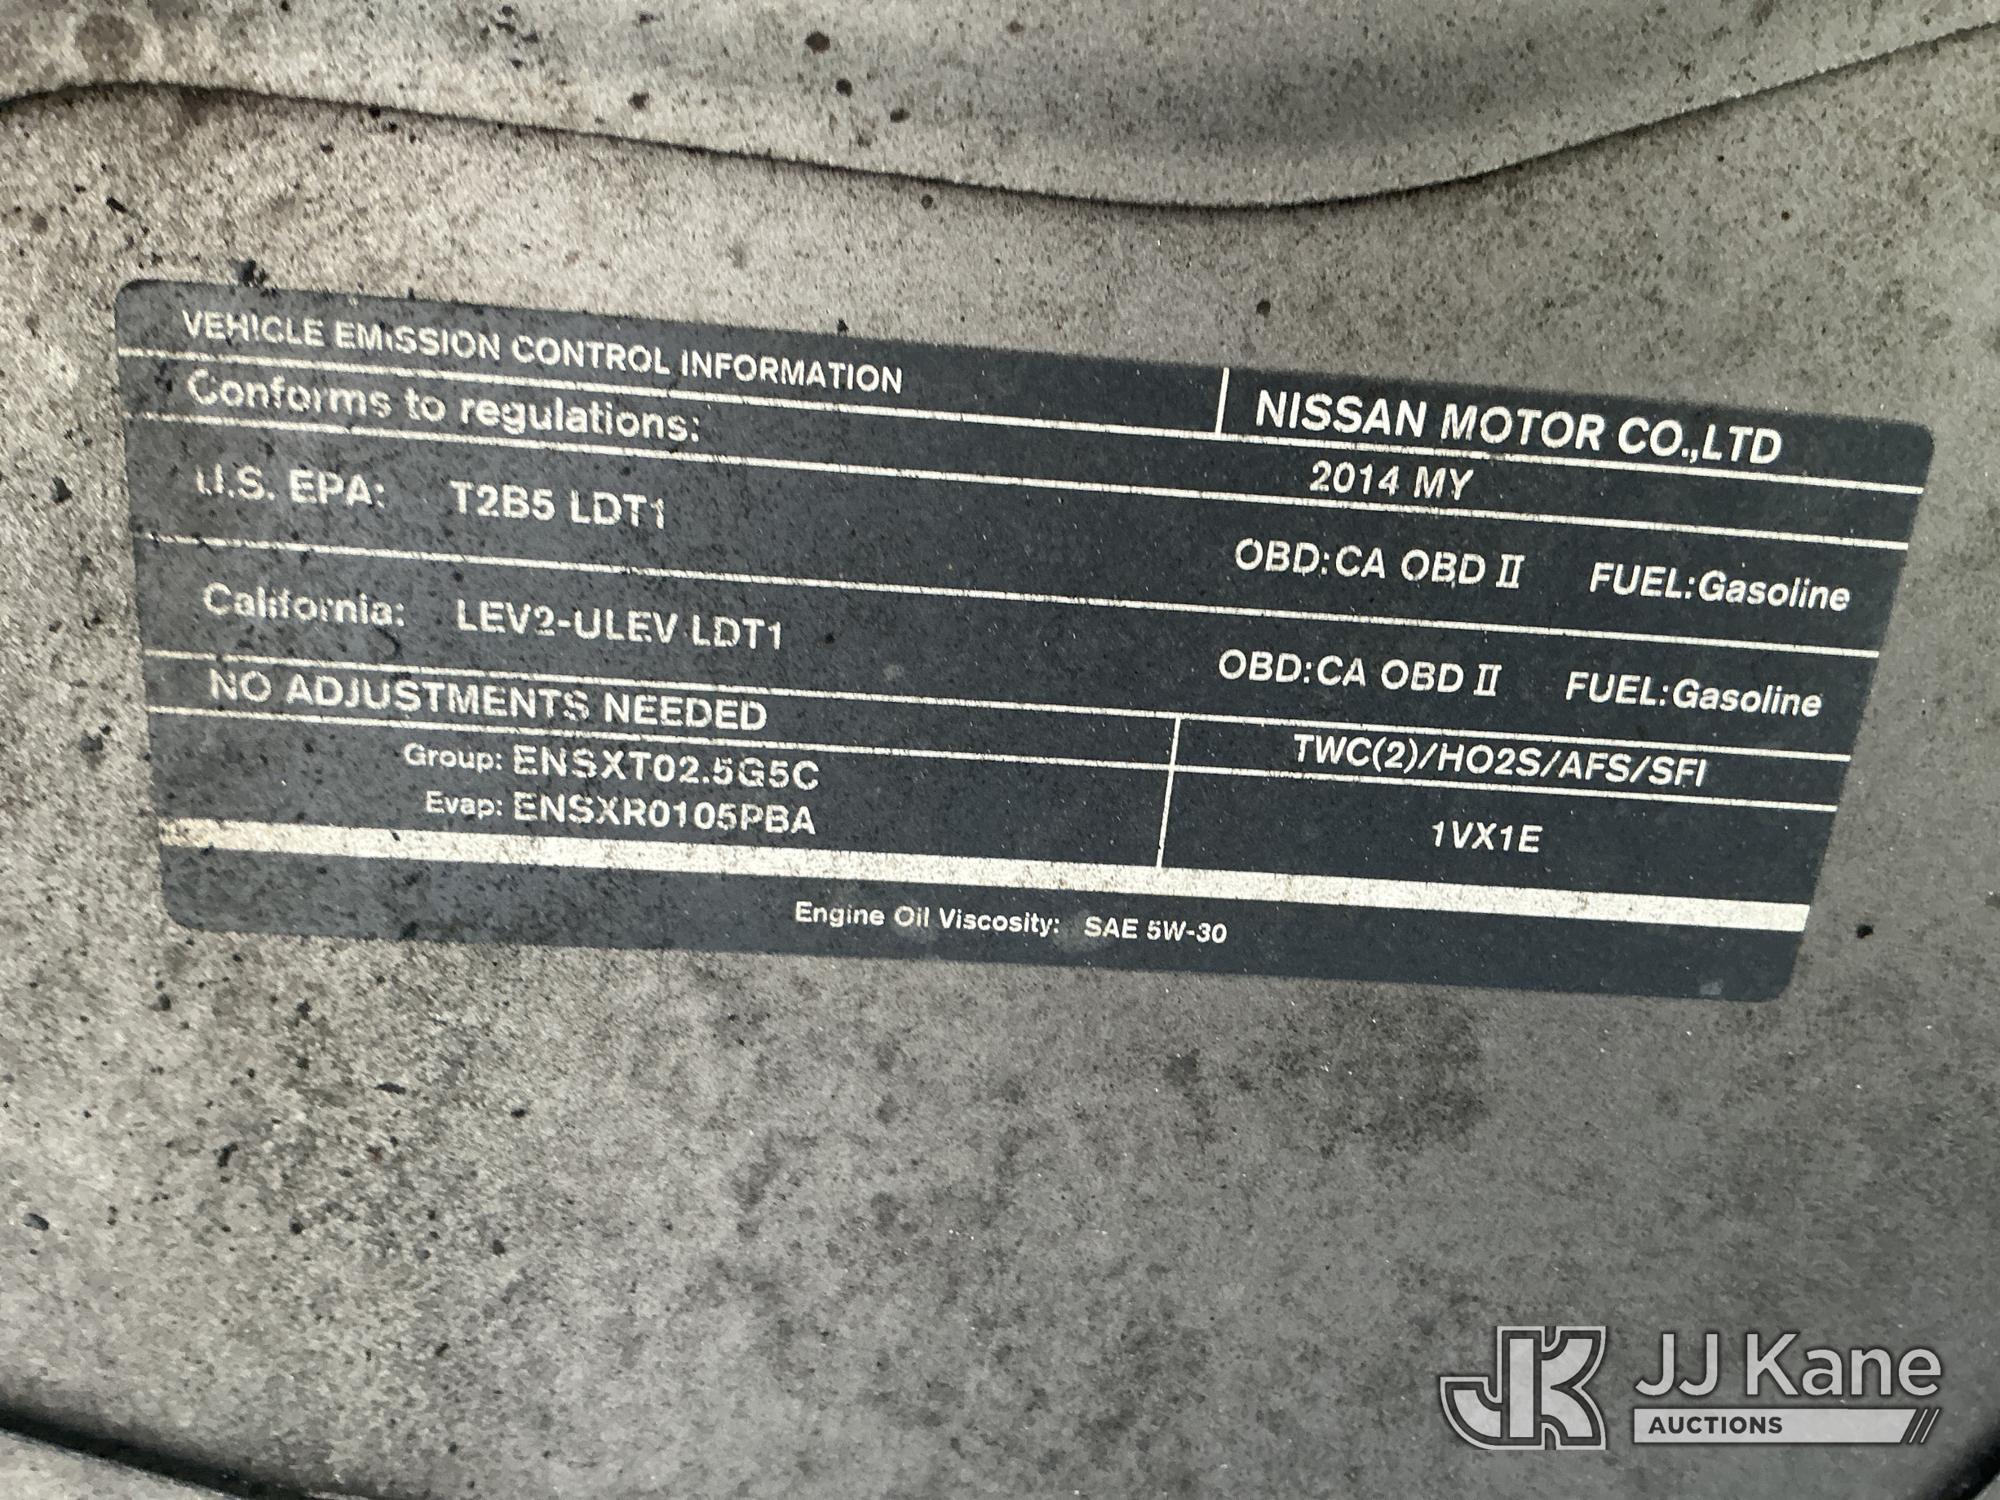 VEHICLE EMISSION CONTROL INFORMATION
NISSAN MOTOR CO.,LTD
Conforms to regulations:
2014 MY
U.S. EPA: T2B5 LDT1
OBD:CA OBD II FUEL:Gasoline
California: LEV2-ULEV LDT1
OBD:CA OBD II FUEL:Gasoline
NO ADJUSTMENTS NEEDED
TWC(2)/HO2S/AFS/SFI
Group: ENSXT02.5G5C
Evap: ENSXR0105PBA
1VX1E
Engine Oil Viscosity: SAE 5W-30
JK JJ Kane
AUCTIONS